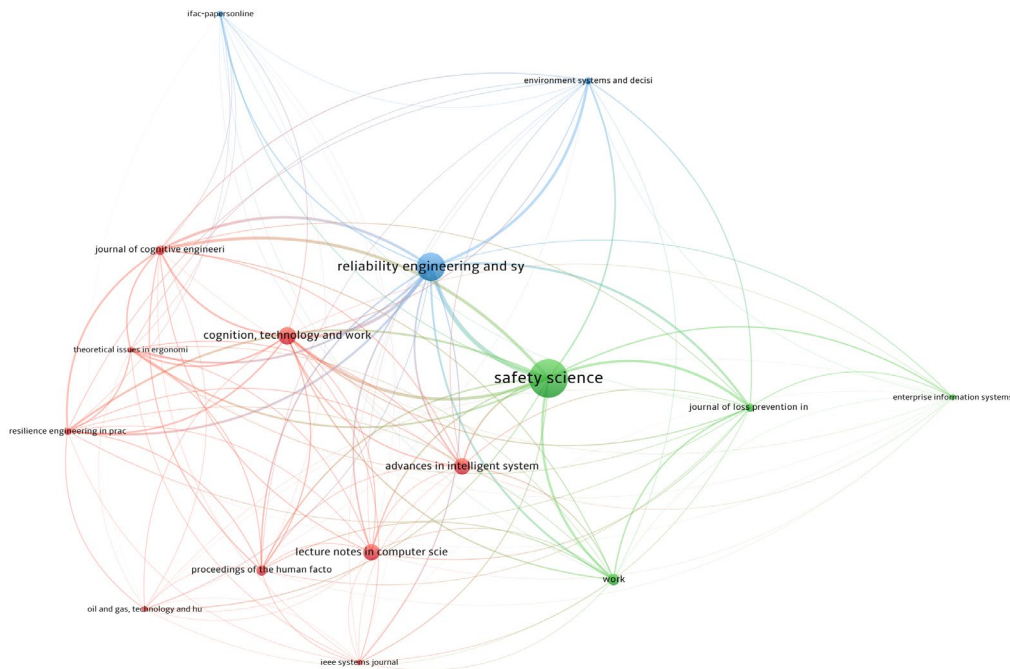 ifac-papersonline
environment systems and decisi
journal of cognitive engineeri
reliability engineering and sy
cognition, technology and work
theoretical issues in ergonomi
safety science
enterprise information systems
journal of loss prevention in
resilience engineering in prac
advances in intelligent system
lecture notes in computer scie
proceedings of the human facto
work
oil and gas, technology and hu
ieee systems journal